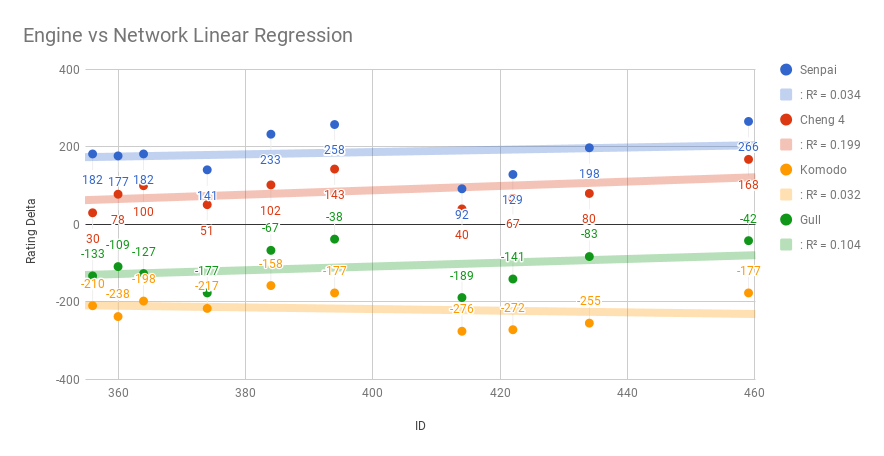 Engine vs Network Linear Regression
400
200
0
-200
-400
Rating Delta
360
380
400
420
440
460
ID
Senpai
: R² = 0.034
Cheng 4
: R² = 0.199
Komodo
: R² = 0.032
Gull
: R² = 0.104
182 177 182 141 233 258 92 129 198 266
30 78 100 51 102 143 40 67 80 168
-133 -109 -127 -177 -67 -38 -189 -141 -83 -42
-210 -238 -198 -217 -158 -177 -276 -272 -255 -177